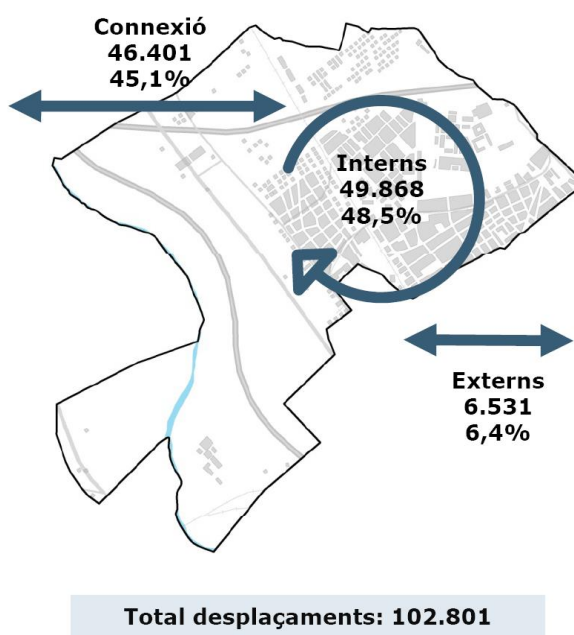 Connexió
46.401
45,1%
Interns
49.868
48,5%
Externs
6.531
6,4%
Total desplaçaments: 102.801